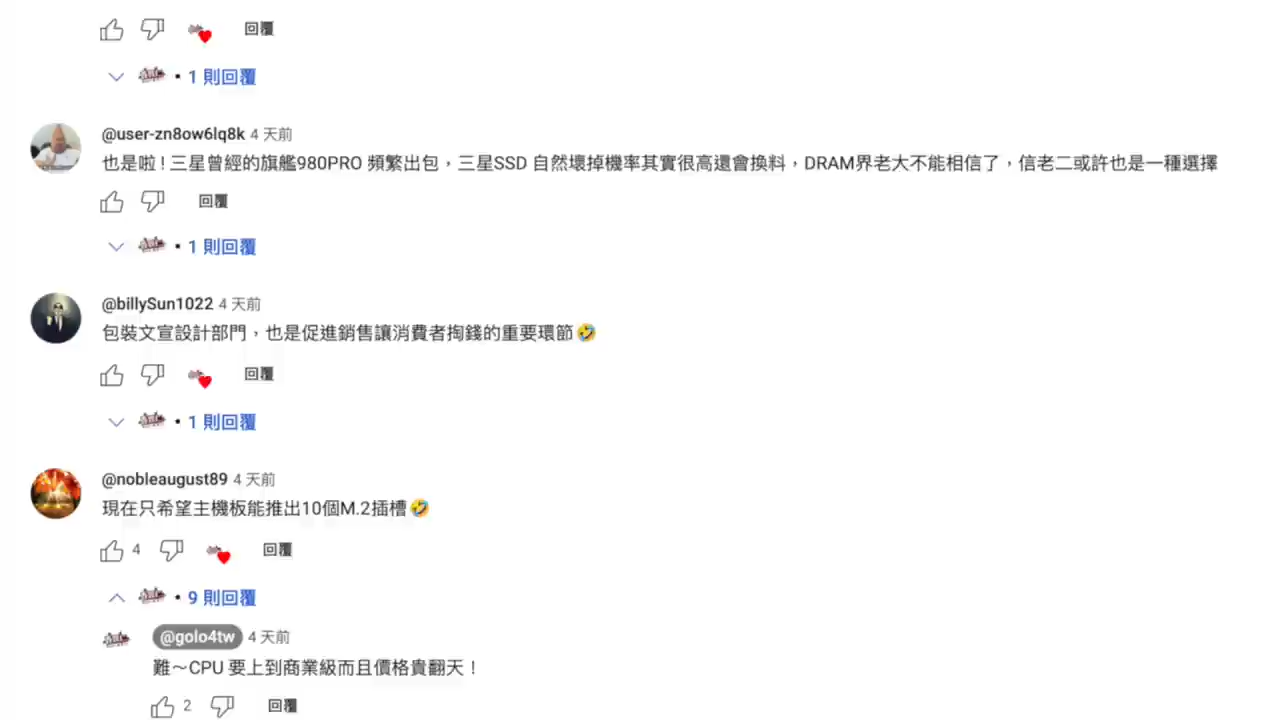 回覆
• 1 則回覆
@user-zn8ow6lq8k 4 天前
也是啦 ! 三星曾經的旗艦980PRO 頻繁出包，三星SSD 自然壞掉機率其實很高還會換料，DRAM界老大不能相信了，信老二或許也是一種選擇
回覆
• 1 則回覆
@billySun1022 4 天前
包裝文宣設計部門，也是促進銷售讓消費者掏錢的重要環節🤣
回覆
• 1 則回覆
@nobleaugust89 4 天前
現在只希望主機板能推出10個M.2插槽🤣
4 回覆
• 9 則回覆
@golo4tw 4 天前
難～CPU 要上到商業級而且價格貴翻天！
2 回覆